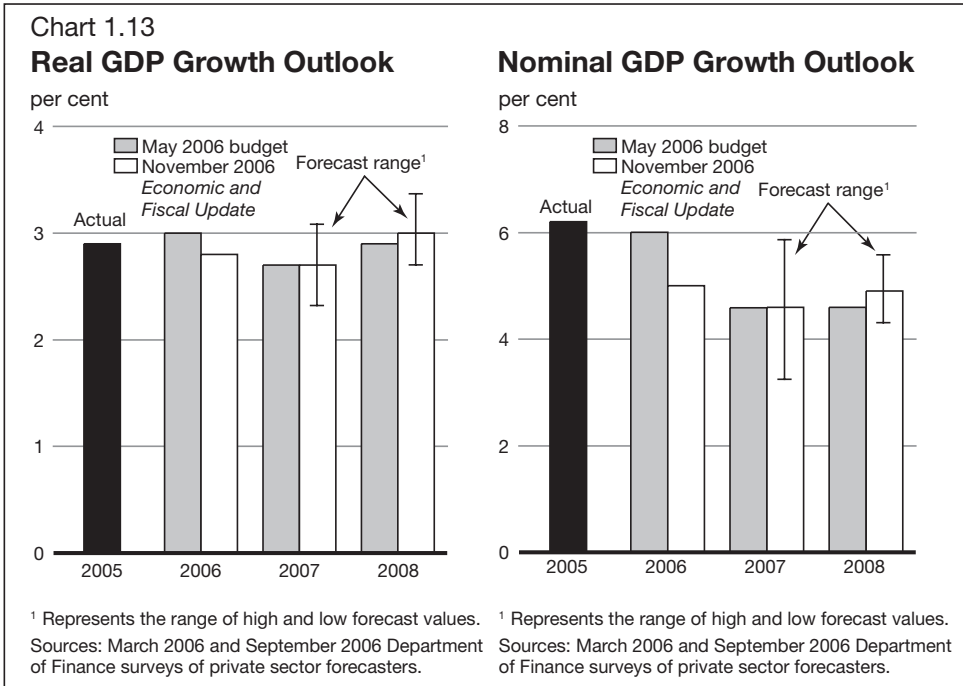 Chart 1.13
Real GDP Growth Outlook
per cent
4
May 2006 budget
November 2006
Economic and
Fiscal Update
Forecast range¹
Actual
3
2
1
0
2005 2006 2007 2008
¹ Represents the range of high and low forecast values.
Sources: March 2006 and September 2006 Department
of Finance surveys of private sector forecasters.
Nominal GDP Growth Outlook
per cent
8
May 2006 budget
November 2006
Economic and
Fiscal Update
Forecast range¹
Actual
6
4
2
0
2005 2006 2007 2008
¹ Represents the range of high and low forecast values.
Sources: March 2006 and September 2006 Department
of Finance surveys of private sector forecasters.